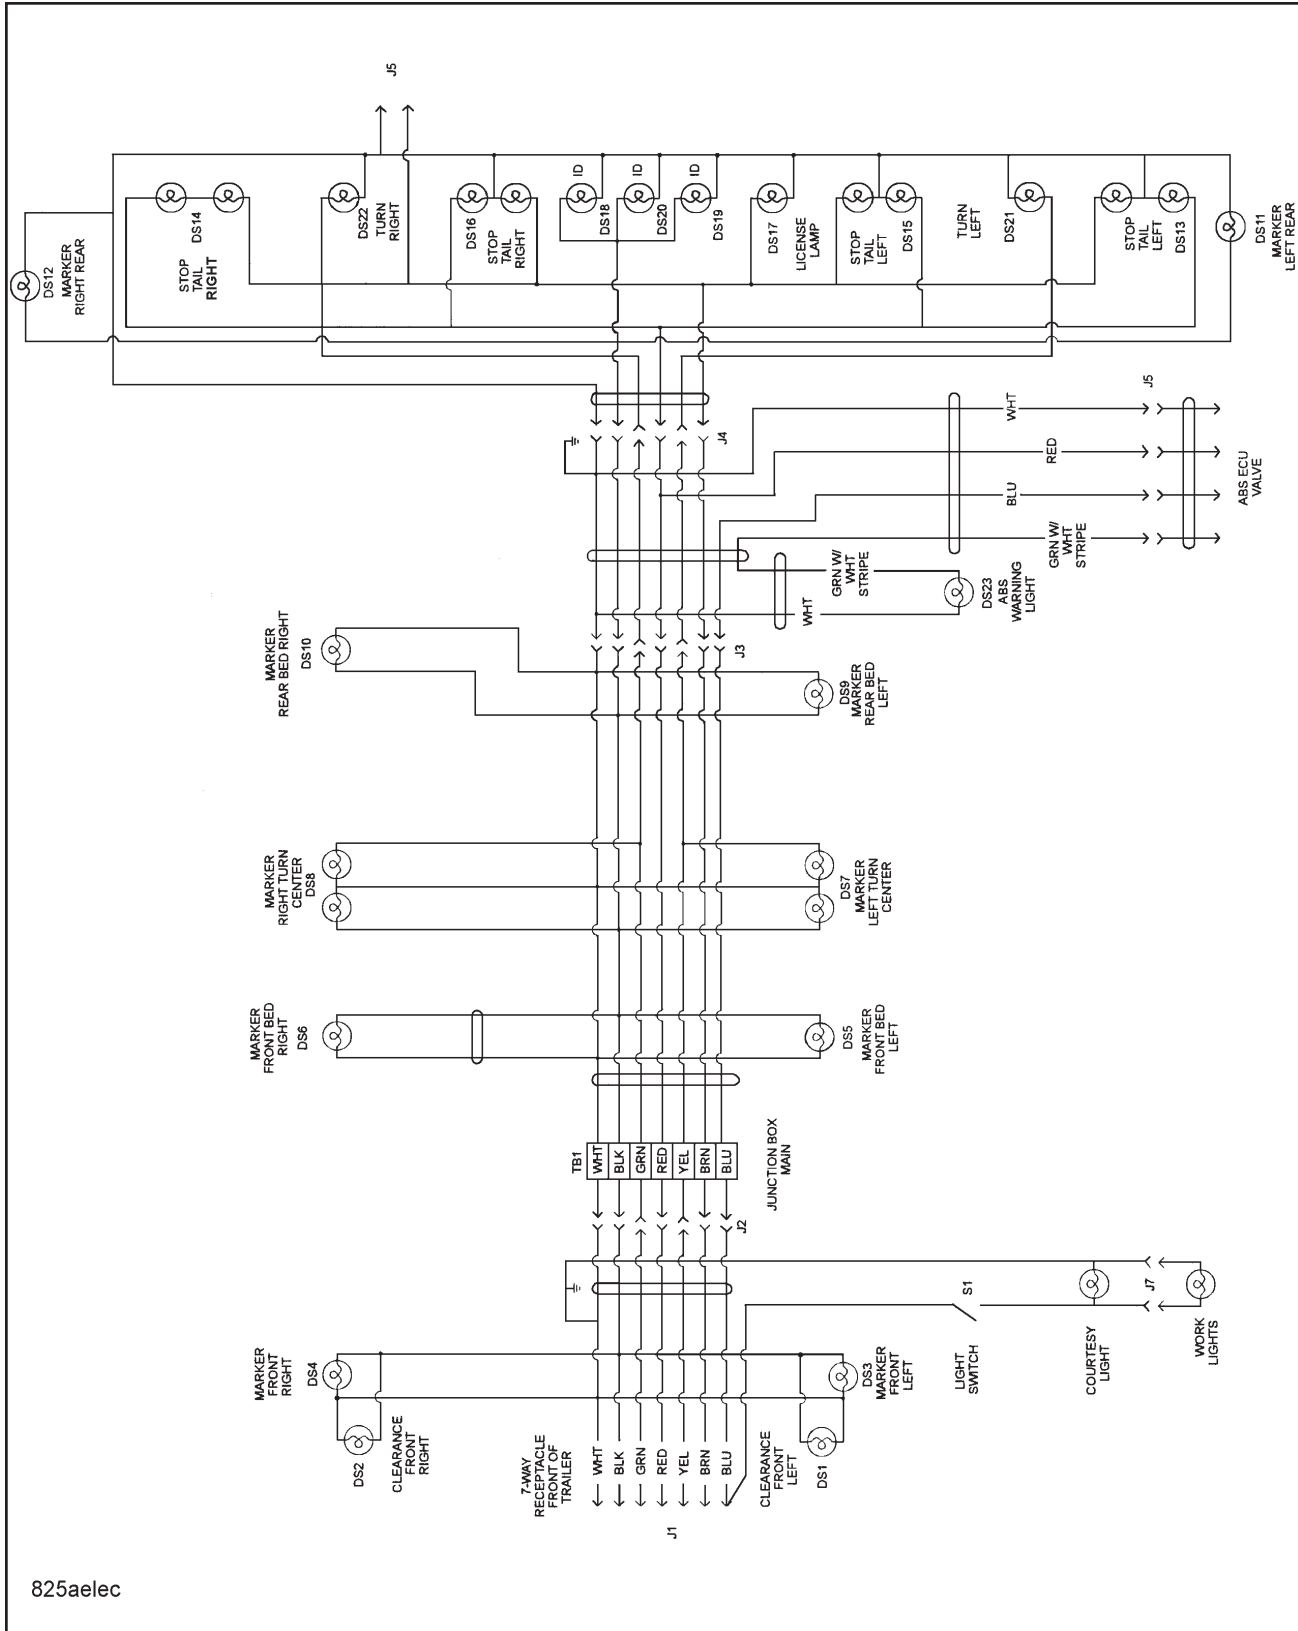 J5
ID
ID
ID
DS14
STOP
TAIL
RIGHT
DS22
TURN
RIGHT
DS16
STOP
TAIL
RIGHT
DS18
DS20
DS19
DS17
LICENSE
LAMP
STOP
TAIL
LEFT
DS15
TURN
LEFT
DS21
STOP
TAIL
LEFT
DS13
DS11
MARKER
LEFT REAR
DS12
MARKER
RIGHT REAR
J4
WHT
RED
BLU
GRN W/
WHT
STRIPE
J5
ABS ECU
VALVE
GRN W/
WHT
STRIPE
WHT
DS23
ABS
WARNING
LIGHT
J3
MARKER
REAR BED RIGHT
DS10
DS9
MARKER
REAR BED
LEFT
MARKER
RIGHT TURN
CENTER
DS8
DS7
MARKER
LEFT TURN
CENTER
MARKER
FRONT BED
RIGHT
DS6
DS5
MARKER
FRONT BED
LEFT
TB1
WHT
BLK
GRN
RED
YEL
BRN
BLU
JUNCTION BOX
MAIN
J2
MARKER
FRONT
RIGHT
DS4
DS3
MARKER
FRONT
LEFT
LIGHT
SWITCH
S1
COURTESY
LIGHT
J7
WORK
LIGHTS
DS2
CLEARANCE
FRONT
RIGHT
7-WAY
RECEPTACLE
FRONT OF
TRAILER
WHT
BLK
GRN
RED
YEL
BRN
BLU
CLEARANCE
FRONT
LEFT
DS1
J1
825aelec